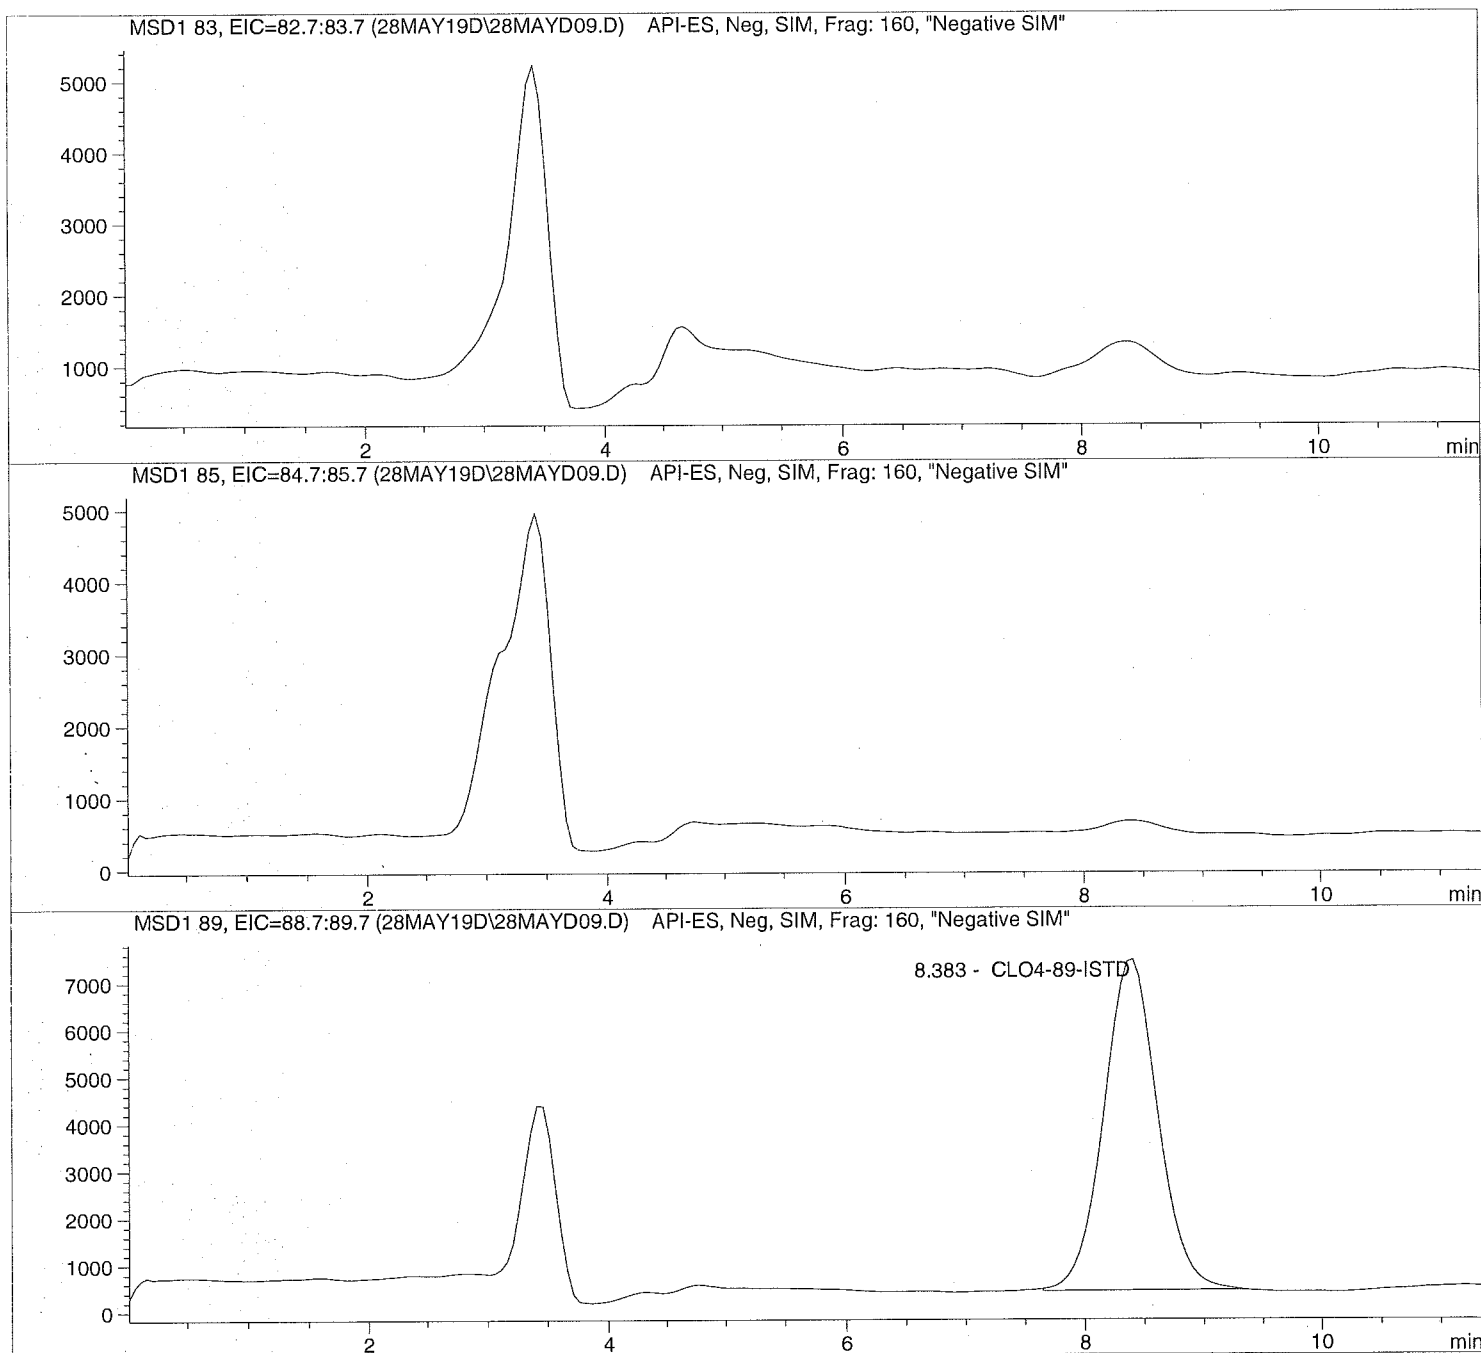 MSD1 83, EIC=82.7:83.7 (28MAY19D\28MAYD09.D) API-ES, Neg, SIM, Frag: 160, "Negative SIM"
5000
4000
3000
2000
1000
2 4 6 8 10 min
MSD1 85, EIC=84.7:85.7 (28MAY19D\28MAYD09.D) API-ES, Neg, SIM, Frag: 160, "Negative SIM"
5000
4000
3000
2000
1000
0
2 4 6 8 10 min
MSD1 89, EIC=88.7:89.7 (28MAY19D\28MAYD09.D) API-ES, Neg, SIM, Frag: 160, "Negative SIM"
8.383 - CLO4-89-ISTD
7000
6000
5000
4000
3000
2000
1000
0
2 4 6 8 10 min